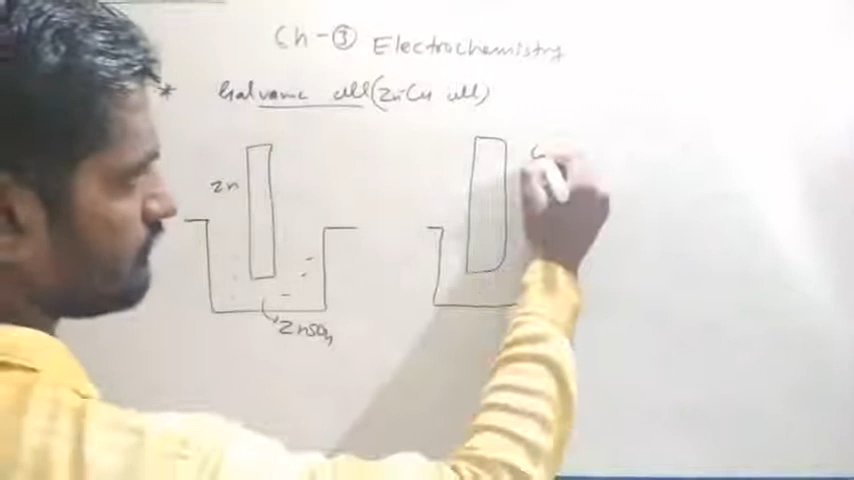 Ch-③ Electrochemistry
* Galvanic cell (Zn-Cu cell)
Zn
C
ZnSO4